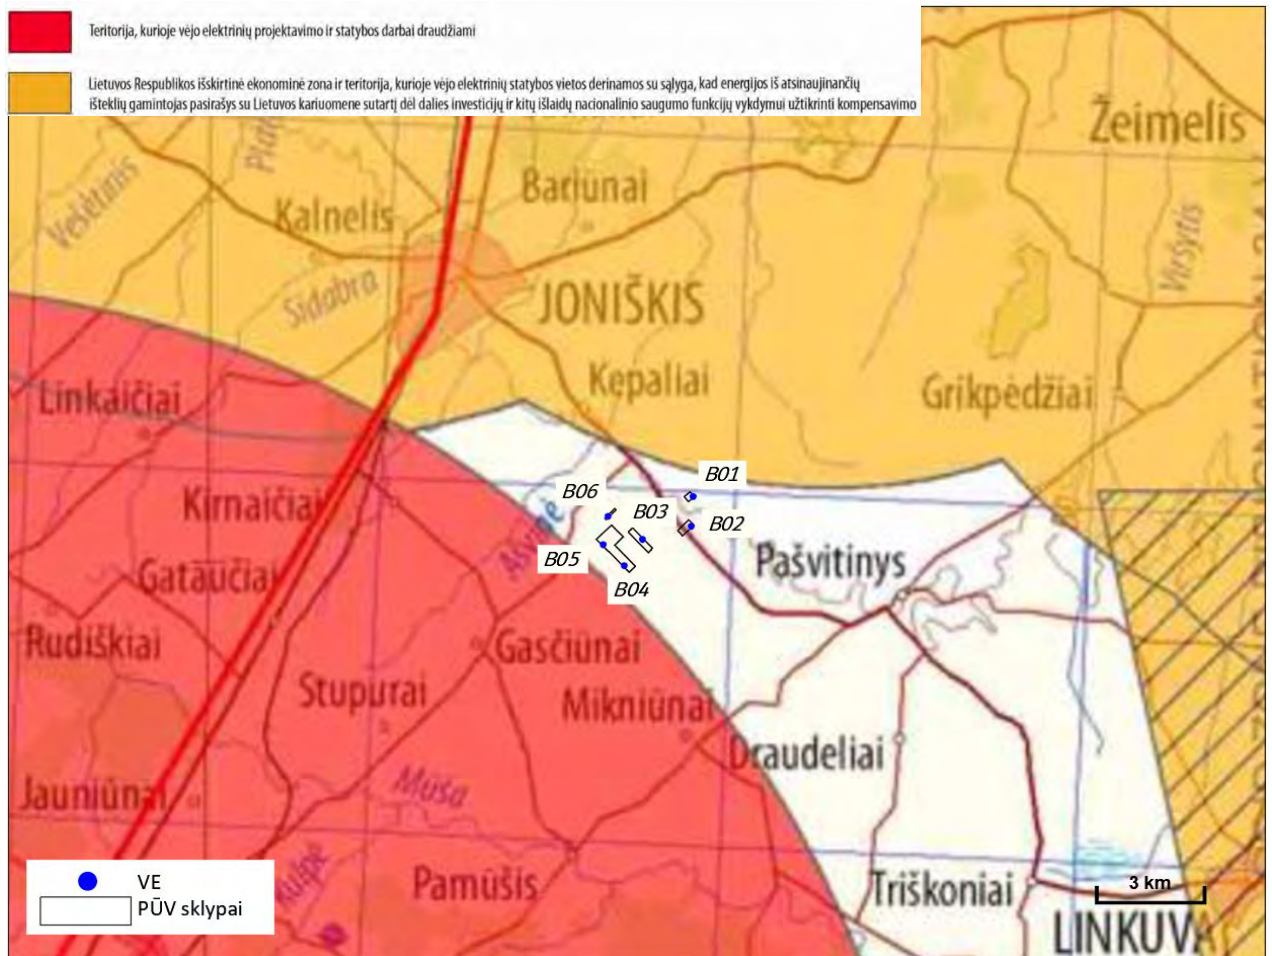 Teritorija, kurioje vėjo elektrinių projektavimo ir statybos darbai draudžiami
Lietuvos Respublikos išskirtinė ekonominė zona ir teritorija, kurioje vėjo elektrinių statybos vietos derinamos su sąlyga, kad energijos iš atsinaujinančių
išteklių gamintojas pasirašys su Lietuvos kariuomene sutartį dėl dalies investicijų ir kitų išlaidų nacionalinio saugumo funkcijų vykdymui užtikrinti kompensavimo
Žeimelis
Vešėtinis
Bariūnai
Kalnelis
Viršytis
Sidabra
JONIŠKIS
Kepaliai
Linkaičiai
Grikpėdžiai
B01
B06
Kirnaičiai
B03
B02
Ašvinė
B05
Pašvitinys
Gataučiai
B04
Rudiškiai
Gasčiūnai
Stupurai
Mikniūnai
Draudeliai
Jauniūnai
Mūša
Kulpė
VE
PŪV sklypai
Pamūšis
Triškoniai
3 km
LINKUVA